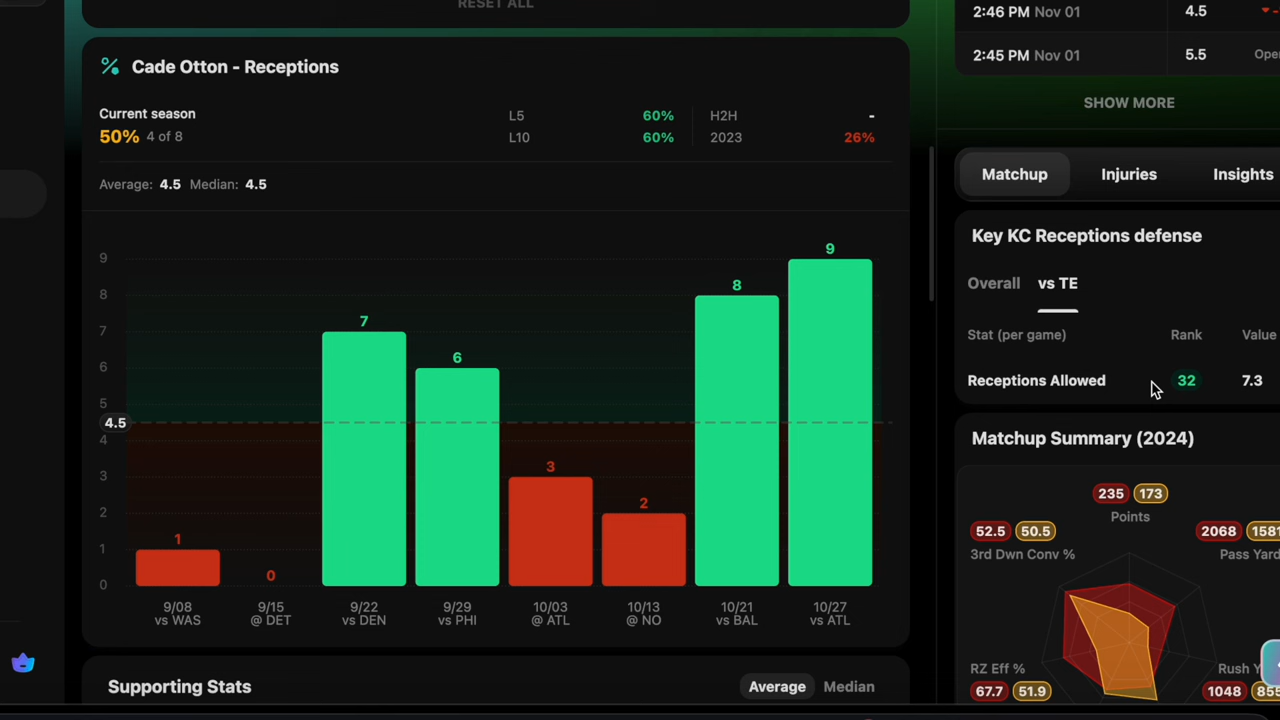 RESET ALL
Cade Otton - Receptions
Current season
50% 4 of 8
L5 60%
L10 60%
H2H -
2023 26%
Average: 4.5 Median: 4.5
9
8
7
6
5
4.5
4
3
2
1
0
1
0
7
6
3
2
8
9
9/08
vs WAS
9/15
@ DET
9/22
vs DEN
9/29
vs PHI
10/03
@ ATL
10/13
@ NO
10/21
vs BAL
10/27
vs ATL
Supporting Stats
Average Median
2:46 PM Nov 01 4.5
2:45 PM Nov 01 5.5 Ope
SHOW MORE
Matchup Injuries Insights
Key KC Receptions defense
Overall vs TE
Stat (per game) Rank Value
Receptions Allowed 32 7.3
Matchup Summary (2024)
235 173
Points
52.5 50.5
3rd Dwn Conv %
2068 1581
Pass Yard
RZ Eff %
67.7 51.9
Rush Y
1048 855